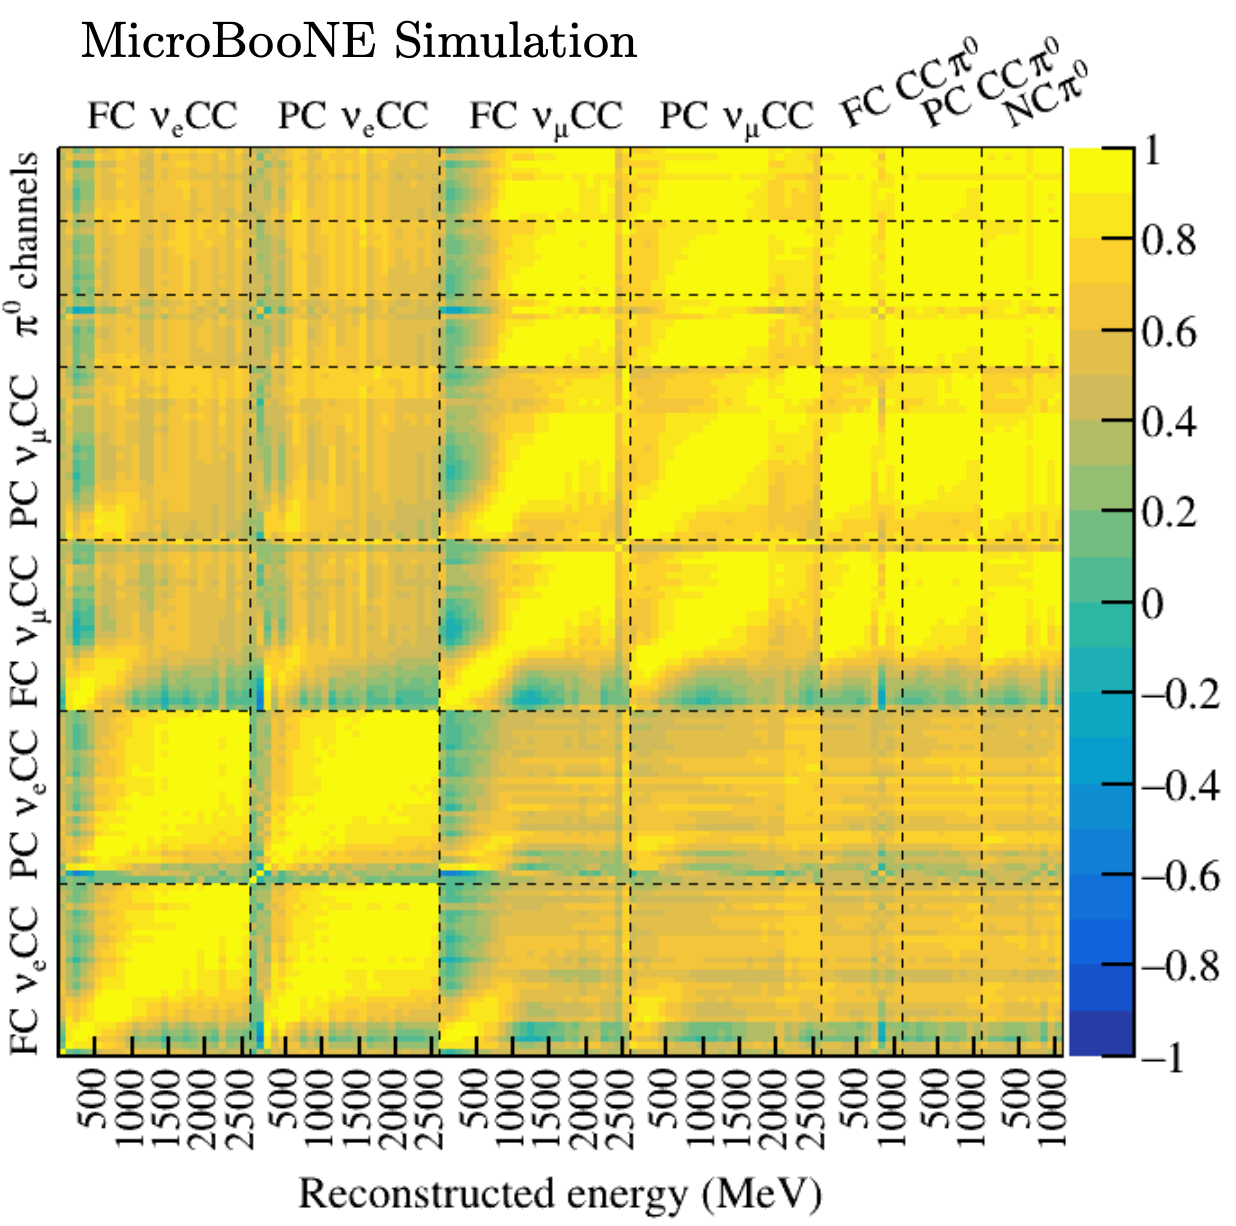 MicroBooNE Simulation
FC νeCC PC νeCC FC νμCC PC νμCC FC CCπ0 PC CCπ0 NCπ0
π0 channels
PC νμCC
FC νμCC
PC νeCC
FC νeCC
1
0.8
0.6
0.4
0.2
0
−0.2
−0.4
−0.6
−0.8
−1
500 1000 1500 2000 2500 500 1000 1500 2000 2500 500 1000 1500 2000 2500 500 1000 1500 2000 2500 500 1000 500 1000 500 1000
Reconstructed energy (MeV)